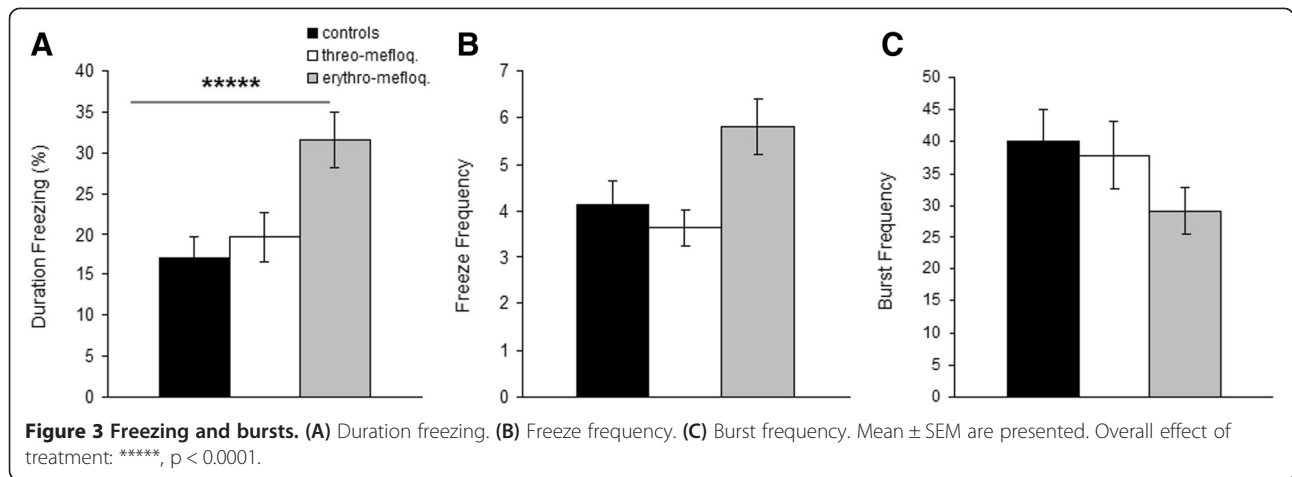 A
■ controls
□ threo-mefloq.
■ erythro-mefloq.
*****
Duration Freezing (%)
40
35
30
25
20
15
10
5
0
B
Freeze Frequency
7
6
5
4
3
2
1
0
C
Burst Frequency
50
45
40
35
30
25
20
15
10
5
0
Figure 3 Freezing and bursts. (A) Duration freezing. (B) Freeze frequency. (C) Burst frequency. Mean ± SEM are presented. Overall effect of
treatment: *****, p < 0.0001.